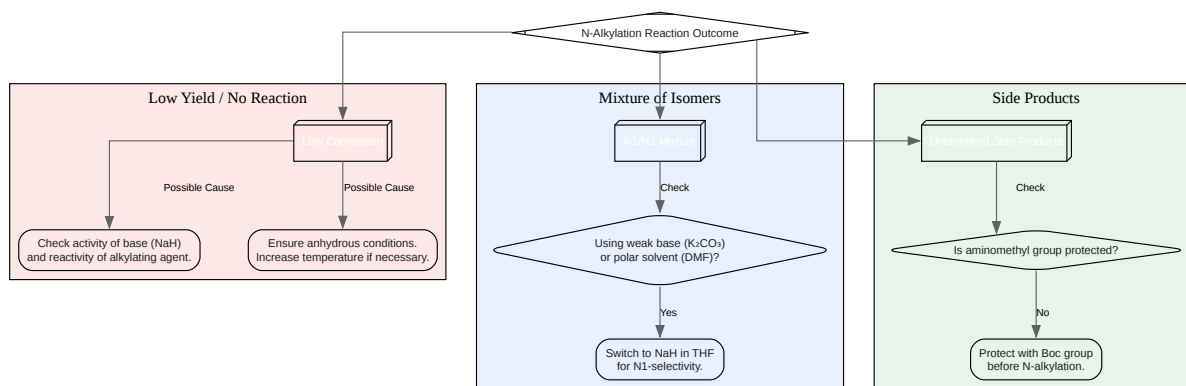 N-Alkylation Reaction Outcome
Low Yield / No Reaction
Mixture of Isomers
Side Products
Low Conversion
N1/N2 Mixture
Unidentified Side Products
Possible Cause
Possible Cause
Check
Check
Check activity of base (NaH)
and reactivity of alkylating agent.
Ensure anhydrous conditions.
Increase temperature if necessary.
Using weak base (K₂CO₃)
or polar solvent (DMF)?
Is aminomethyl group protected?
Yes
No
Switch to NaH in THF
for N1-selectivity.
Protect with Boc group
before N-alkylation.